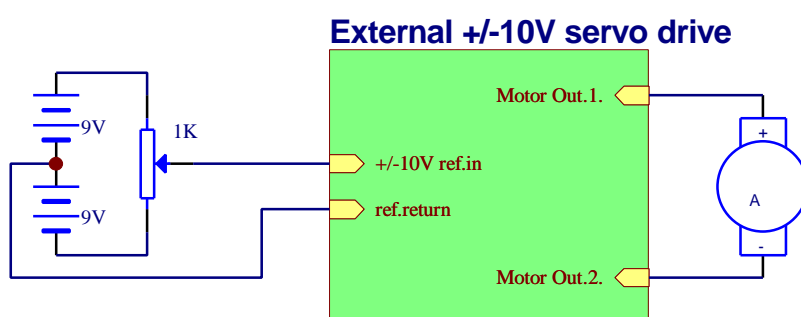 External +/-10V servo drive
Motor Out.1.
9V
1K
+/-10V ref.in
+
A
9V
ref.return
-
Motor Out.2.